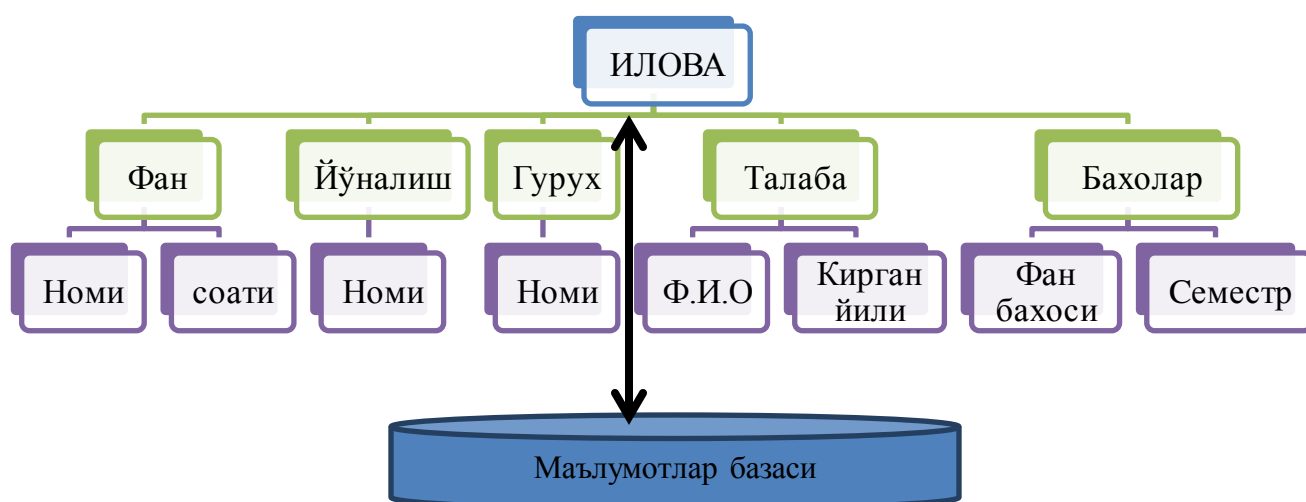 ИЛОВА
Фан
Йўналиш
Гурух
Талаба
Бахолар
Номи
соати
Номи
Номи
Ф.И.О
Кирган
йили
Фан
бахоси
Семестр
Маълумотлар базаси